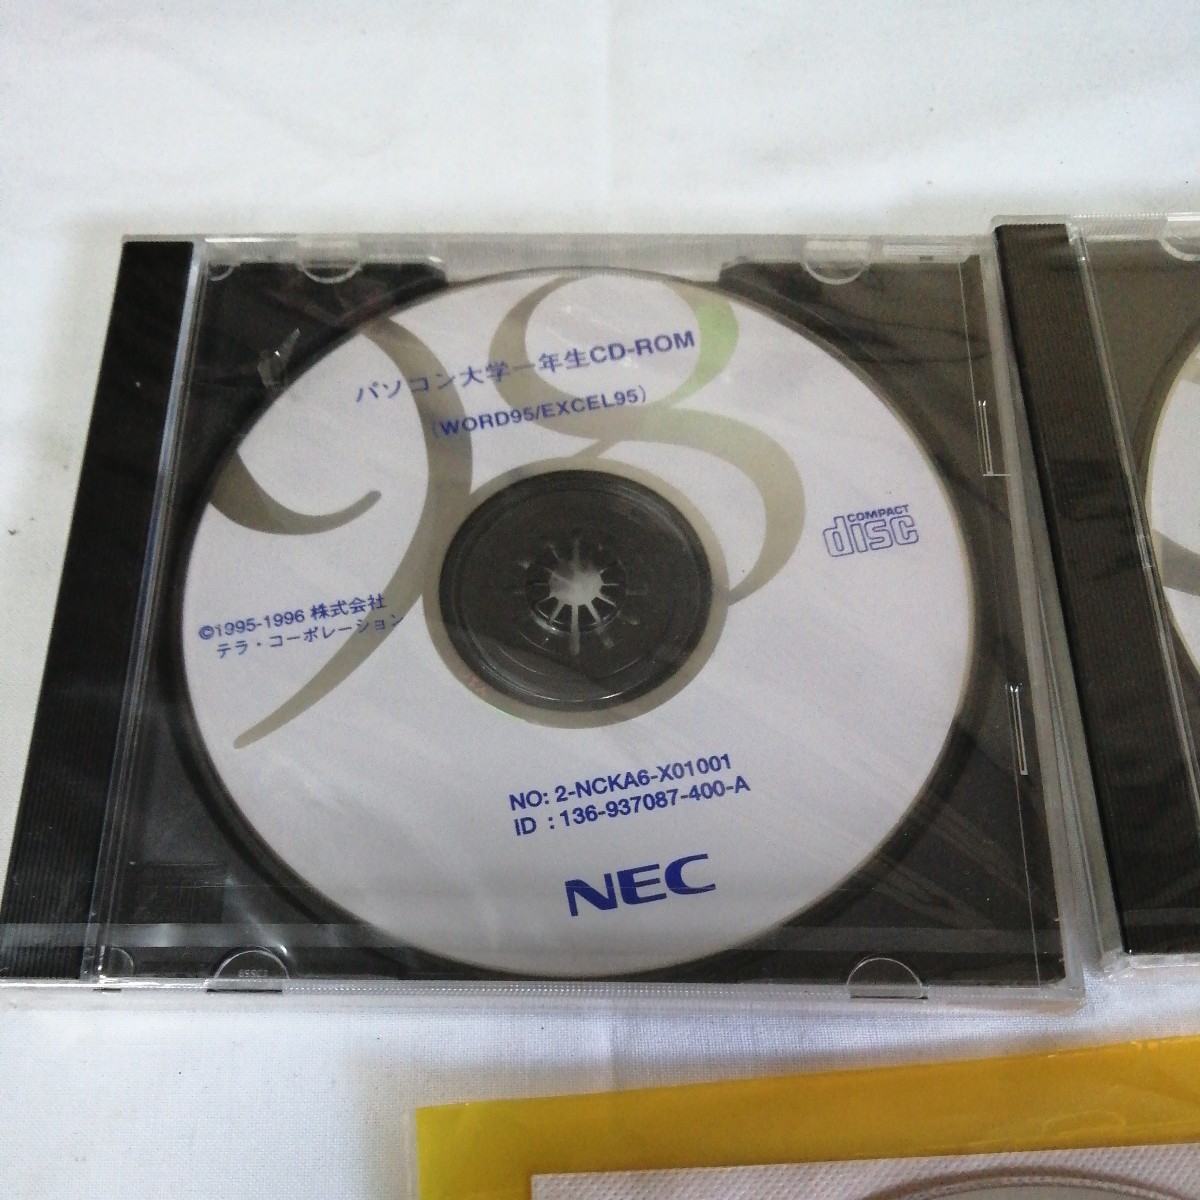 パソコン大学一年生CD-ROM
(WORD95/EXCEL95)
COMPACT
disc
©1995-1996 株式会社
テラ・コーポレーション
NO: 2-NCKA6-X01001
ID : 136-937087-400-A
NEC